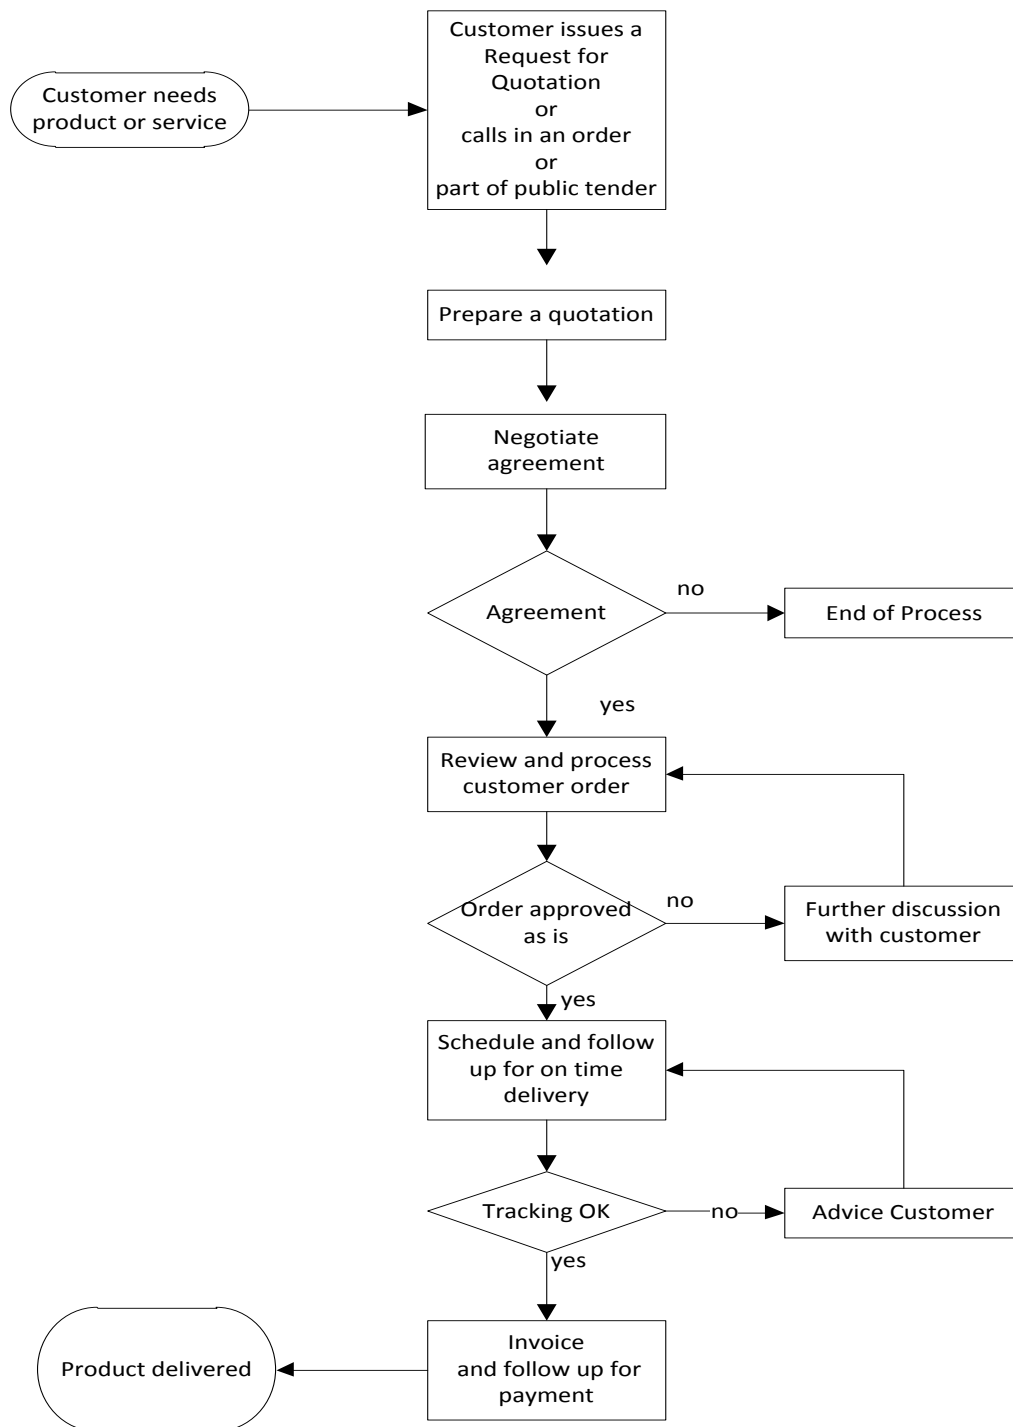 Customer needs
product or service
Customer issues a
Request for
Quotation
or
calls in an order
or
part of public tender
Prepare a quotation
Negotiate
agreement
Agreement
no
End of Process
yes
Review and process
customer order
Order approved
as is
no
Further discussion
with customer
yes
Schedule and follow
up for on time
delivery
Tracking OK
no
Advice Customer
yes
Invoice
and follow up for
payment
Product delivered